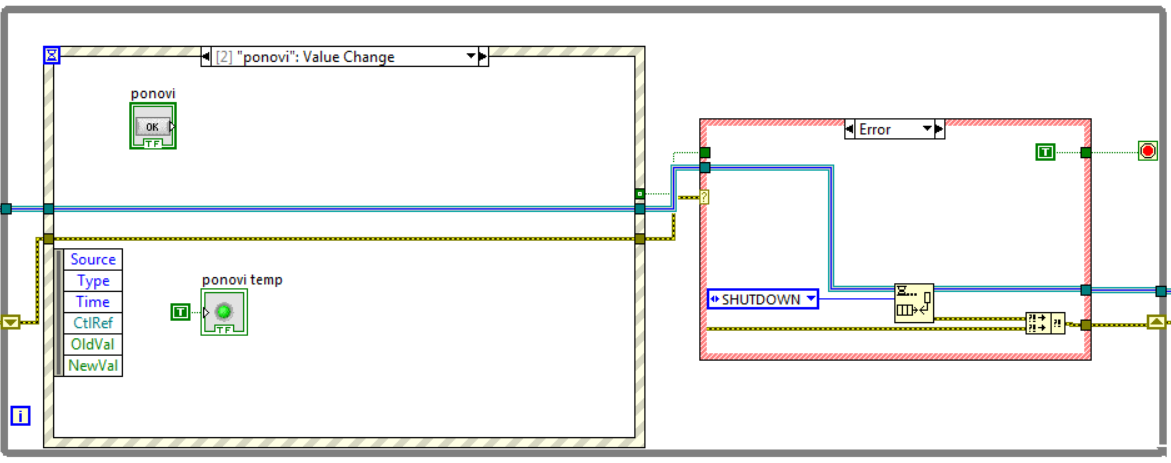 [2] "ponovi": Value Change
ponovi
OK
TF
Error
T
?
Source
Type
Time
CtlRef
OldVal
NewVal
ponovi temp
T
TF
SHUTDOWN
?!
?!
?!
i